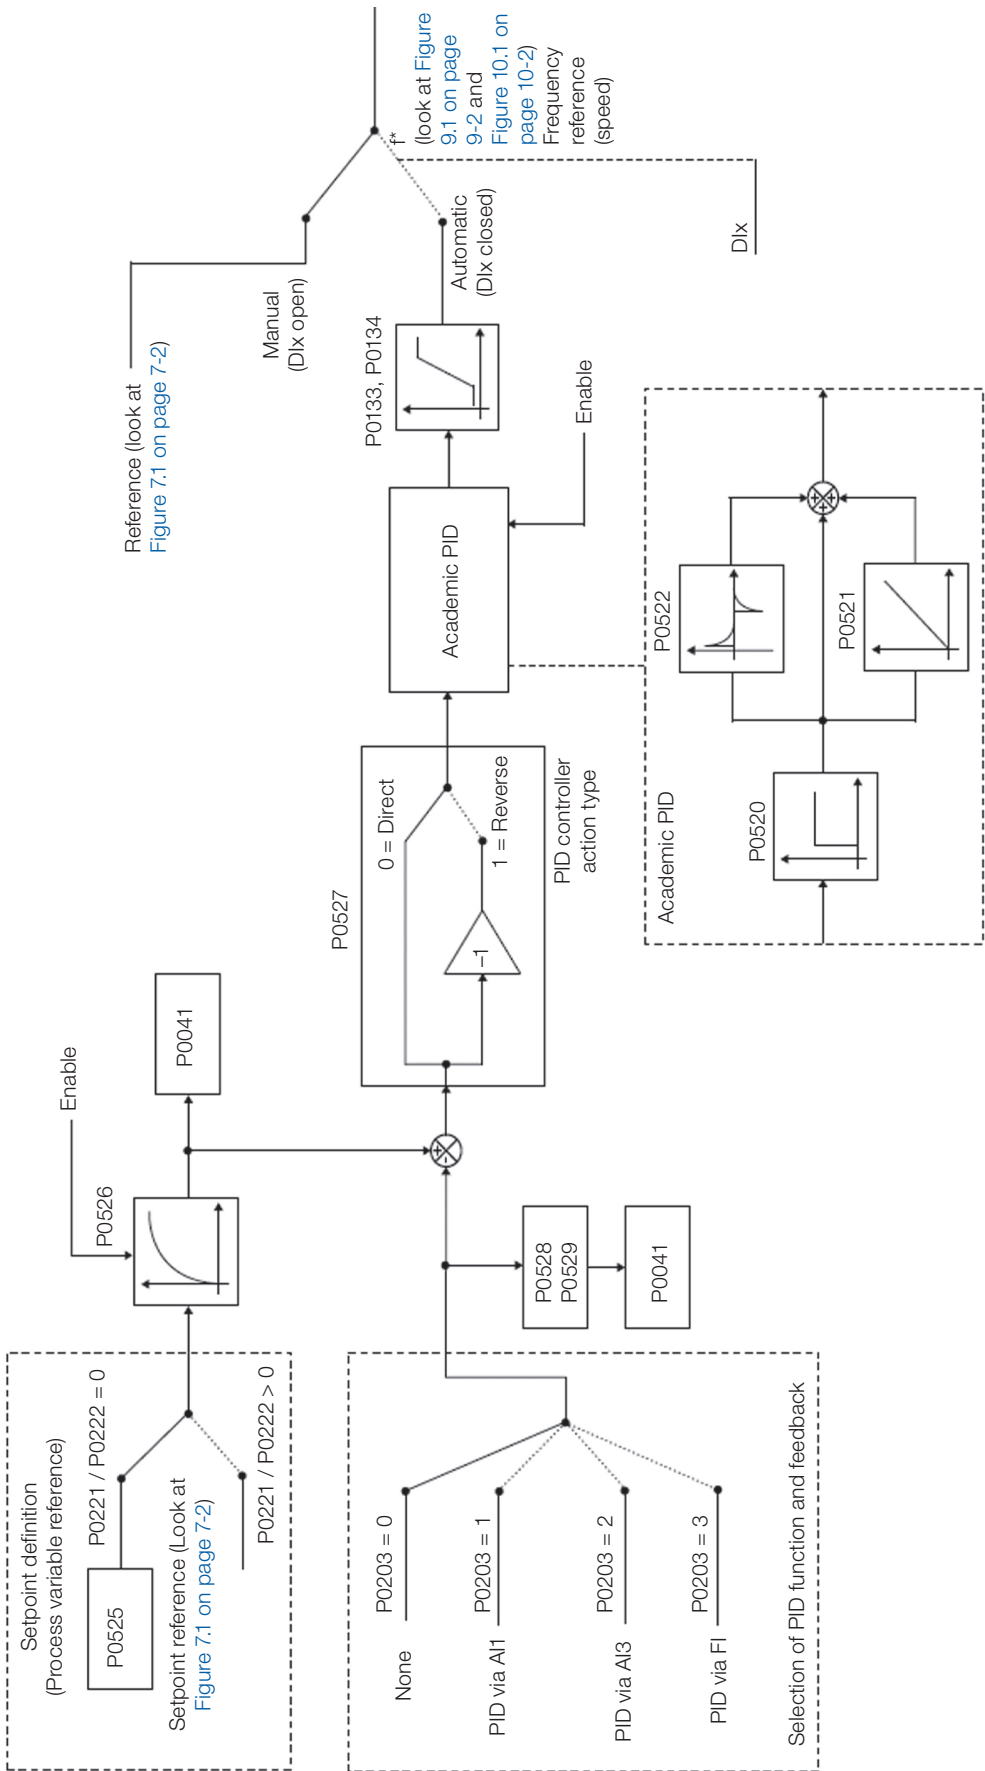 Setpoint definition
(Process variable reference)
P0525
P0221 / P0222 = 0
Setpoint reference (Look at
Figure 7.1 on page 7-2)
P0221 / P0222 > 0
Enable
P0526
P0041
None
P0203 = 0
PID via AI1
P0203 = 1
PID via AI3
P0203 = 2
PID via FI
P0203 = 3
Selection of PID function and feedback
P0528
P0529
P0041
+
-
P0527
0 = Direct
–1
1 = Reverse
PID controller
action type
Academic PID
Enable
P0133, P0134
Reference (look at
Figure 7.1 on page 7-2)
Manual
(DIx open)
Automatic
(DIx closed)
f*
(look at Figure
9.1 on page
9-2 and
Figure 10.1 on
page 10-2)
Frequency
reference
(speed)
DIx
Academic PID
P0520
P0522
P0521
+
+
+